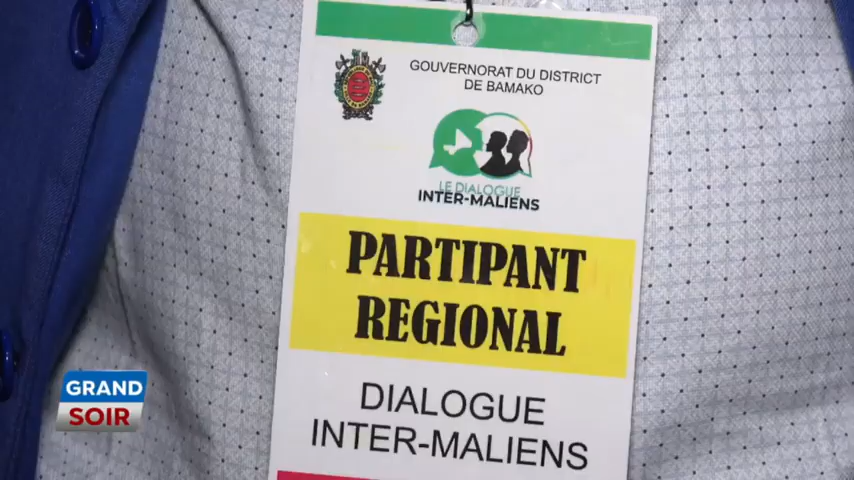 GOUVERNORAT DU DISTRICT
DE BAMAKO
LE DIALOGUE
INTER-MALIENS
PARTIPANT
REGIONAL
DIALOGUE
INTER-MALIENS
GRAND
SOIR